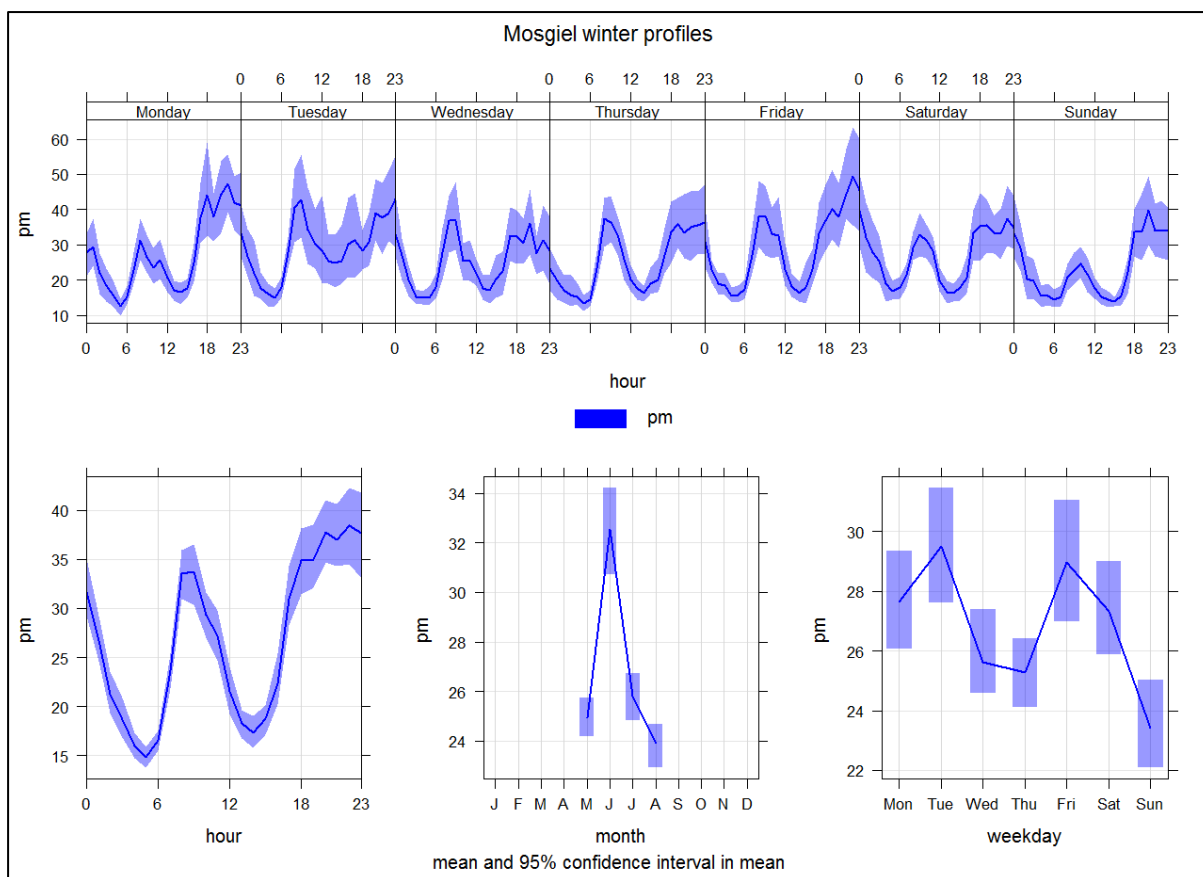 Mosgiel winter profiles
0 6 12 18 23 0 6 12 18 23 0 6 12 18 23
Monday Tuesday Wednesday Thursday Friday Saturday Sunday
60
50
40
30
20
10
pm
0 6 12 18 23 0 6 12 18 23 0 6 12 18 23 0 6 12 18 23
hour
pm
40
35
30
25
20
15
pm
0 6 12 18 23
hour
34
32
30
28
26
24
pm
J F M A M J J A S O N D
month
30
28
26
24
22
pm
Mon Tue Wed Thu Fri Sat Sun
weekday
mean and 95% confidence interval in mean